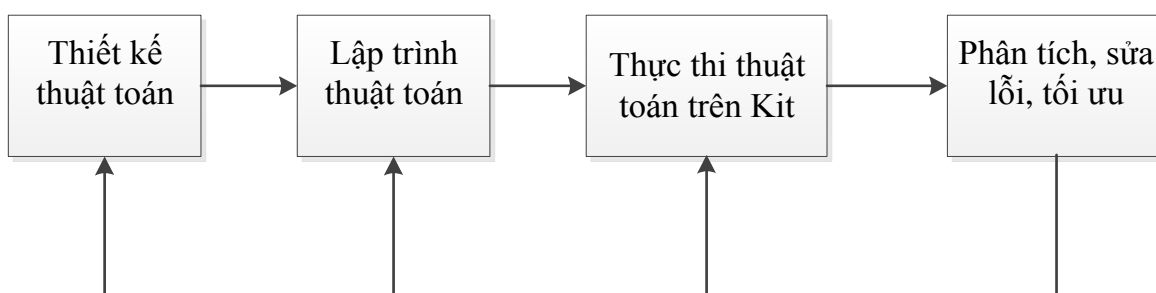 Thiết kế
thuật toán
Lập trình
thuật toán
Thực thi thuật
toán trên Kit
Phân tích, sửa
lỗi, tối ưu